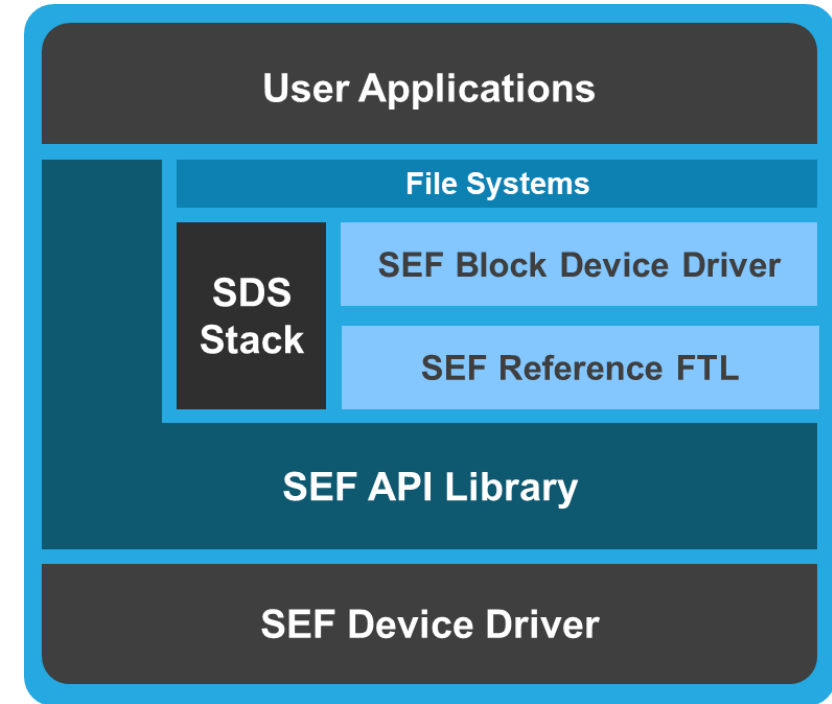 User Applications
File Systems
SDS
Stack
SEF Block Device Driver
SEF Reference FTL
SEF API Library
SEF Device Driver